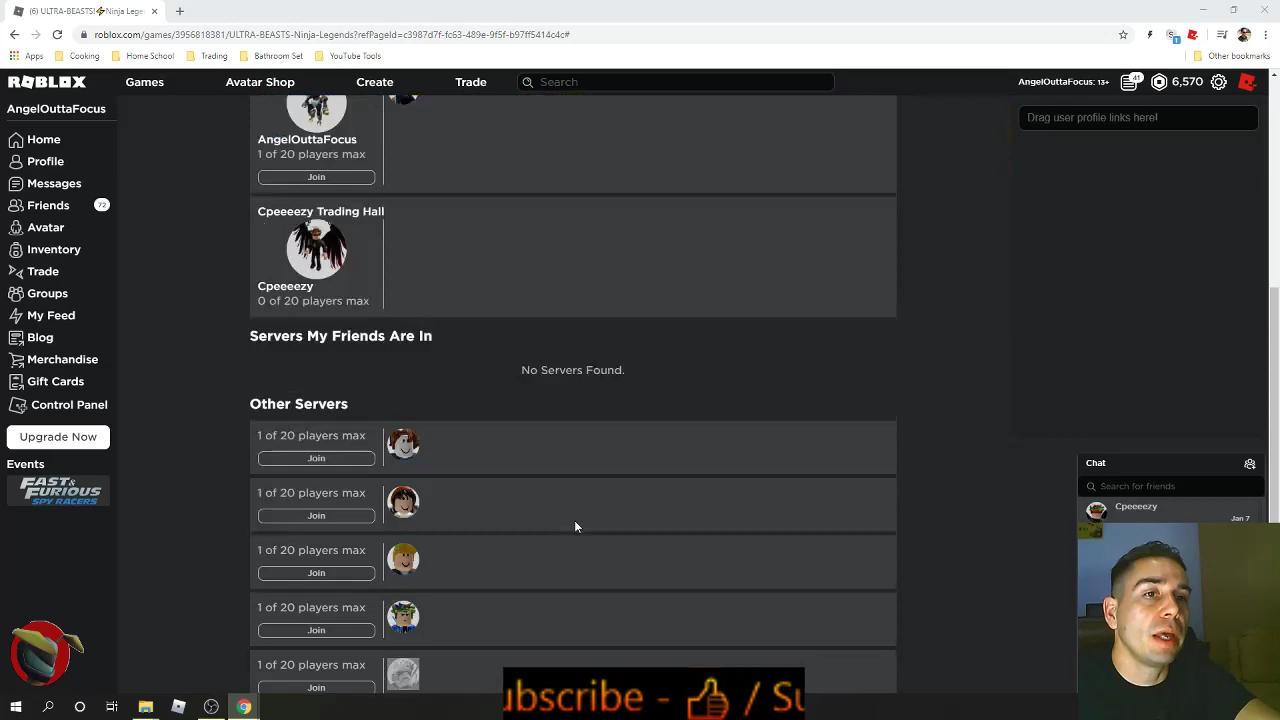 (6) ULTRA-BEASTS!⚡Ninja Lege
roblox.com/games/3956818381/ULTRA-BEASTS-Ninja-Legends?refPageId=c3987d7f-fc63-489e-9f5f-b97ff5414c4c#
Apps Cooking Home School Trading Bathroom Set YouTube Tools Other bookmarks
ROBLOX Games Avatar Shop Create Trade Search AngelOuttaFocus: 13+ 41 6,570
AngelOuttaFocus
Home
Profile
Messages
Friends 72
Avatar
Inventory
Trade
Groups
My Feed
Blog
Merchandise
Gift Cards
Control Panel
Upgrade Now
Events
FAST & FURIOUS
SPY RACERS
AngelOuttaFocus
1 of 20 players max
Join
Cpeeeezy Trading Hall
Cpeeeezy
0 of 20 players max
Servers My Friends Are In
No Servers Found.
Other Servers
1 of 20 players max
Join
1 of 20 players max
Join
1 of 20 players max
Join
1 of 20 players max
Join
1 of 20 players max
Join
Drag user profile links here!
Chat
Search for friends
Cpeeeezy
Jan 7
ubscribe - 👍 / Su